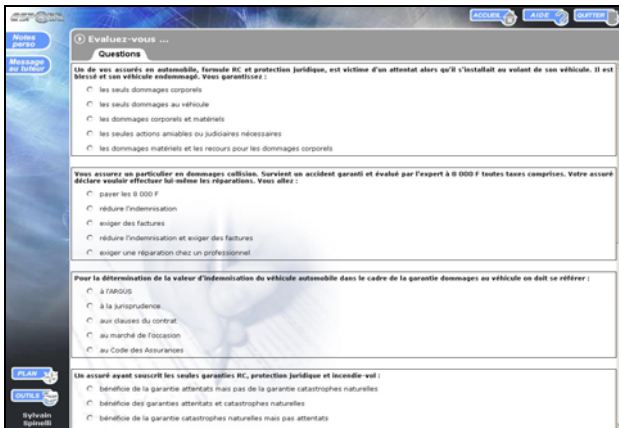 ESPOIR
ACCUEIL
AIDE
QUITTER
Notes perso
Message au tuteur
Evaluez-vous ...
Questions
Un de vos assurés en automobile, formule RC et protection juridique, est victime d'un attentat alors qu'il s'installait au volant de son véhicule. Il est
blessé et son véhicule endommagé. Vous garantissez :
les seuls dommages corporels
les seuls dommages au véhicule
les dommages corporels et matériels
les seules actions amiables ou judiciaires nécessaires
les dommages matériels et les recours pour les dommages corporels
Vous assurez un particulier en dommages collision. Survient un accident garanti et évalué par l'expert à 8 000 F toutes taxes comprises. Votre assuré
déclare vouloir effectuer lui-même les réparations. Vous allez :
payer les 8 000 F
réduire l'indemnisation
exiger des factures
réduire l'indemnisation et exiger des factures
exiger une réparation chez un professionnel
Pour la détermination de la valeur d'indemnisation du véhicule automobile dans le cadre de la garantie dommages au véhicule on doit se référer :
à l'ARGUS
à la jurisprudence
aux clauses du contrat
au marché de l'occasion
au Code des Assurances
Un assuré ayant souscrit les seules garanties RC, protection juridique et incendie-vol :
bénéficie de la garantie attentats mais pas de la garantie catastrophes naturelles
bénéficie des garanties attentats et catastrophes naturelles
bénéficie de la garantie catastrophes naturelles mais pas attentats
PLAN
OUTILS
Sylvain
Spinelli